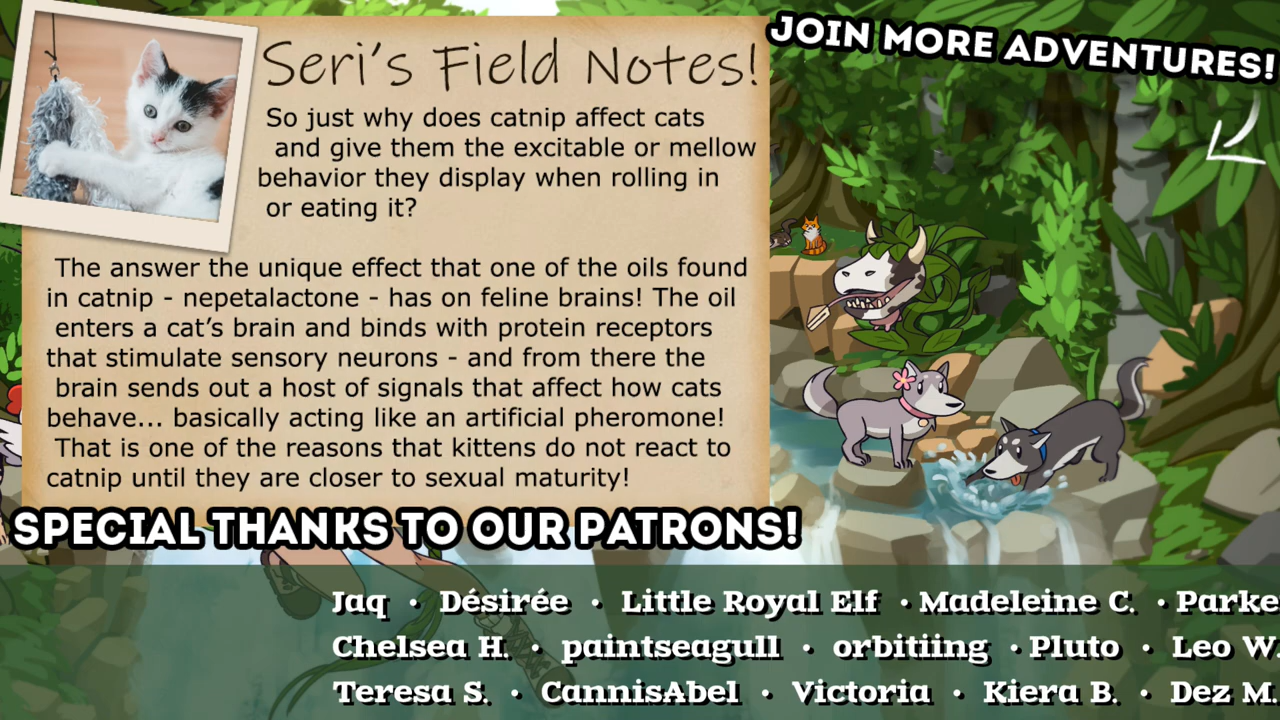 Seri's Field Notes!
So just why does catnip affect cats
and give them the excitable or mellow
behavior they display when rolling in
or eating it?
The answer the unique effect that one of the oils found
in catnip - nepetalactone - has on feline brains! The oil
enters a cat's brain and binds with protein receptors
that stimulate sensory neurons - and from there the
brain sends out a host of signals that affect how cats
behave... basically acting like an artificial pheromone!
That is one of the reasons that kittens do not react to
catnip until they are closer to sexual maturity!
JOIN MORE ADVENTURES!
SPECIAL THANKS TO OUR PATRONS!
Jaq · Désirée · Little Royal Elf · Madeleine C. · Parke
Chelsea H. · paintseagull · orbitiing · Pluto · Leo W.
Teresa S. · CannisAbel · Victoria · Kiera B. · Dez M.